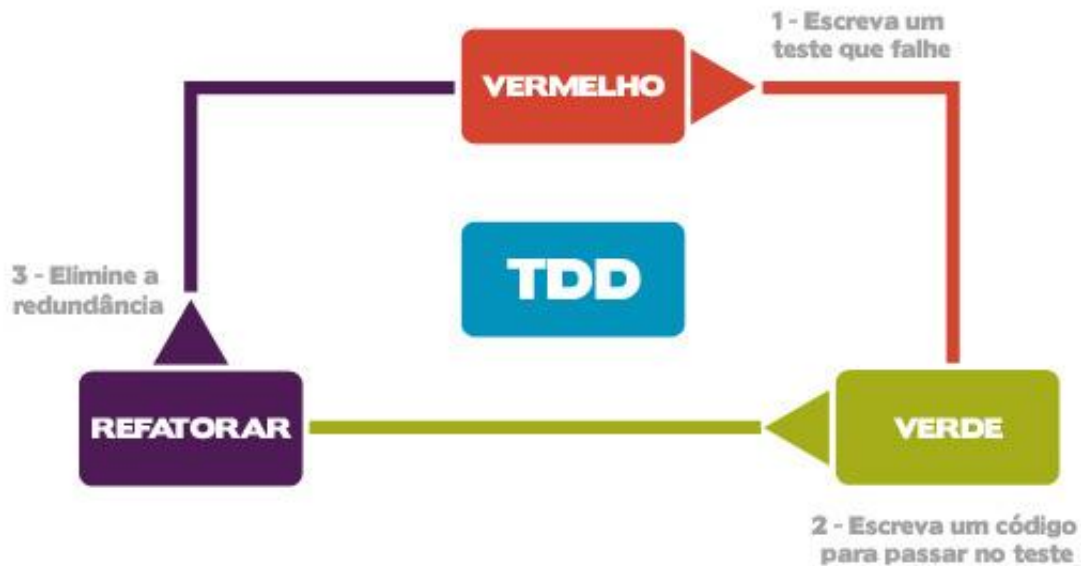 1 - Escreva um
teste que falhe
VERMELHO
TDD
3 - Elimine a
redundância
REFATORAR
VERDE
2 - Escreva um código
para passar no teste